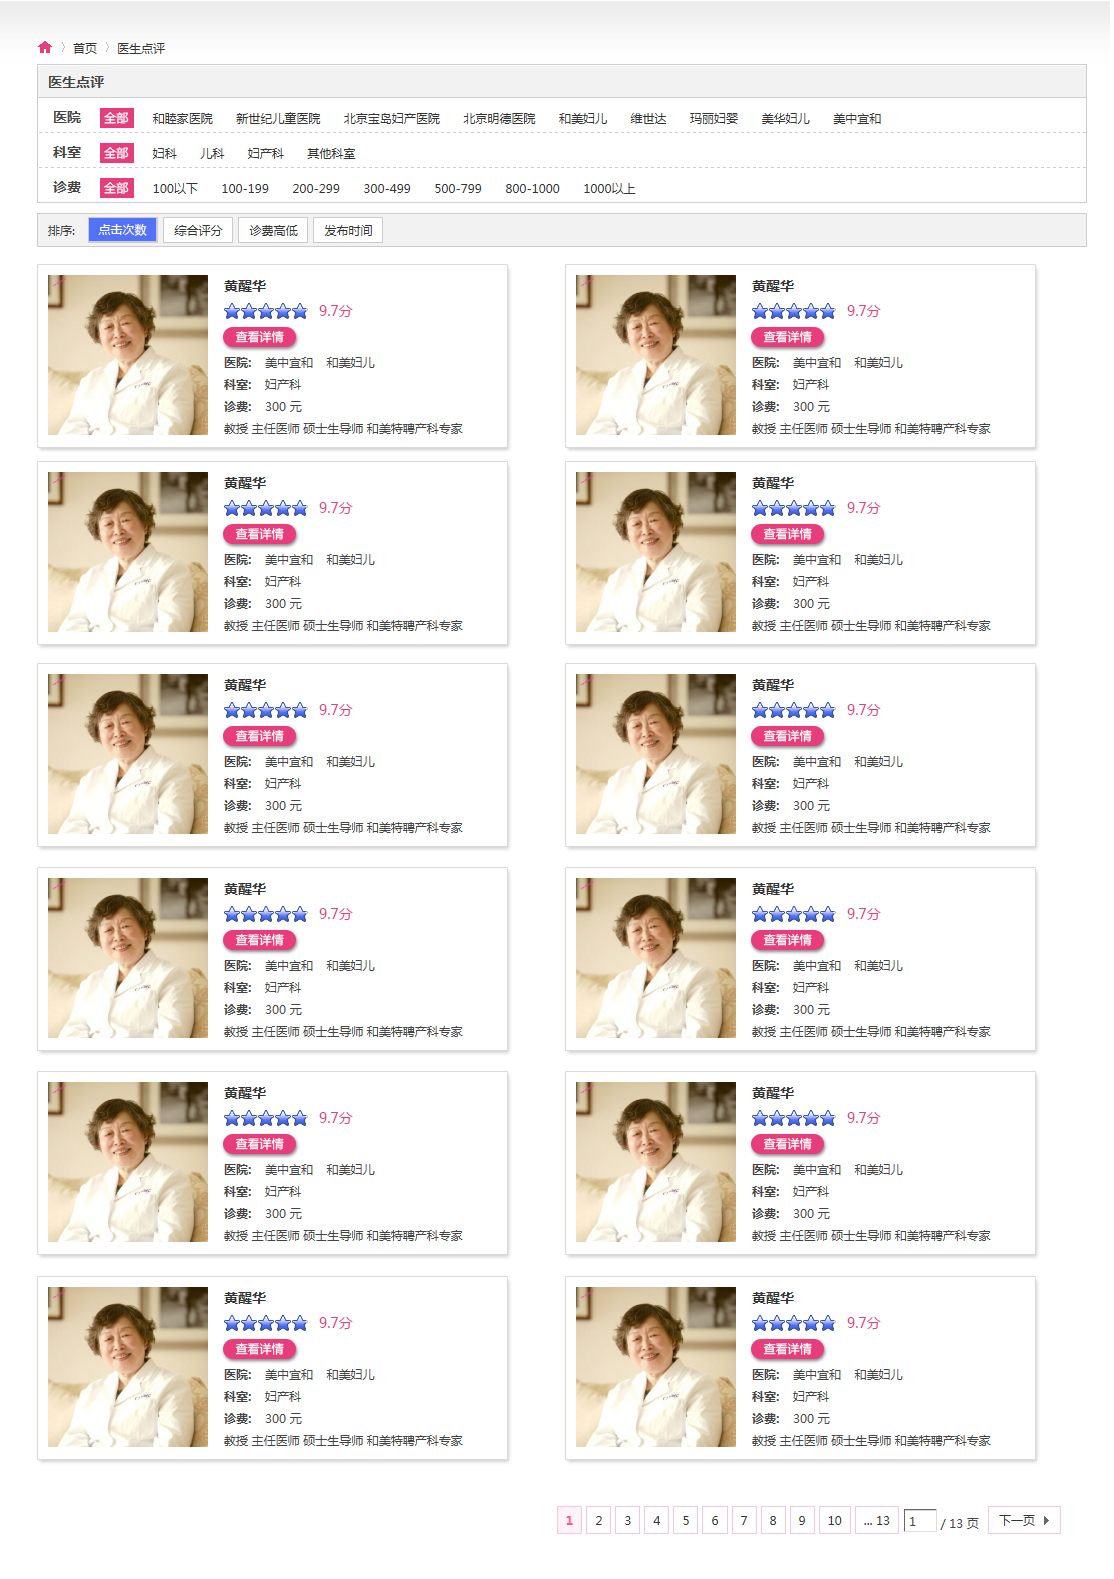 〉首页 〉医生点评
医生点评
医院 全部 和睦家医院 新世纪儿童医院 北京宝岛妇产医院 北京明德医院 和美妇儿 维世达 玛丽妇婴 美华妇儿 美中宜和
科室 全部 妇科 儿科 妇产科 其他科室
诊费 全部 100以下 100-199 200-299 300-499 500-799 800-1000 1000以上
排序: 点击次数 综合评分 诊费高低 发布时间
黄醒华
9.7分
查看详情
医院: 美中宜和 和美妇儿
科室: 妇产科
诊费: 300 元
教授 主任医师 硕士生导师 和美特聘产科专家
黄醒华
9.7分
查看详情
医院: 美中宜和 和美妇儿
科室: 妇产科
诊费: 300 元
教授 主任医师 硕士生导师 和美特聘产科专家
黄醒华
9.7分
查看详情
医院: 美中宜和 和美妇儿
科室: 妇产科
诊费: 300 元
教授 主任医师 硕士生导师 和美特聘产科专家
黄醒华
9.7分
查看详情
医院: 美中宜和 和美妇儿
科室: 妇产科
诊费: 300 元
教授 主任医师 硕士生导师 和美特聘产科专家
黄醒华
9.7分
查看详情
医院: 美中宜和 和美妇儿
科室: 妇产科
诊费: 300 元
教授 主任医师 硕士生导师 和美特聘产科专家
黄醒华
9.7分
查看详情
医院: 美中宜和 和美妇儿
科室: 妇产科
诊费: 300 元
教授 主任医师 硕士生导师 和美特聘产科专家
黄醒华
9.7分
查看详情
医院: 美中宜和 和美妇儿
科室: 妇产科
诊费: 300 元
教授 主任医师 硕士生导师 和美特聘产科专家
黄醒华
9.7分
查看详情
医院: 美中宜和 和美妇儿
科室: 妇产科
诊费: 300 元
教授 主任医师 硕士生导师 和美特聘产科专家
黄醒华
9.7分
查看详情
医院: 美中宜和 和美妇儿
科室: 妇产科
诊费: 300 元
教授 主任医师 硕士生导师 和美特聘产科专家
黄醒华
9.7分
查看详情
医院: 美中宜和 和美妇儿
科室: 妇产科
诊费: 300 元
教授 主任医师 硕士生导师 和美特聘产科专家
黄醒华
9.7分
查看详情
医院: 美中宜和 和美妇儿
科室: 妇产科
诊费: 300 元
教授 主任医师 硕士生导师 和美特聘产科专家
黄醒华
9.7分
查看详情
医院: 美中宜和 和美妇儿
科室: 妇产科
诊费: 300 元
教授 主任医师 硕士生导师 和美特聘产科专家
1 2 3 4 5 6 7 8 9 10 ... 13 1 / 13 页 下一页